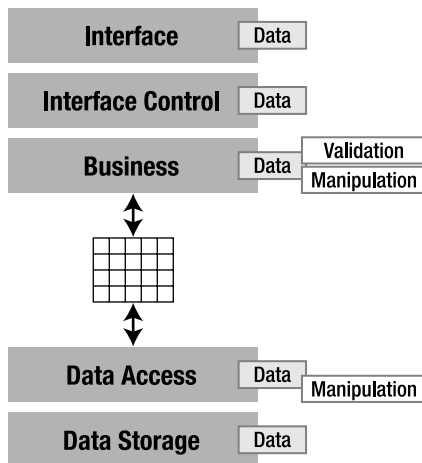 Interface
Data
Interface Control
Data
Business
Data
Validation
Manipulation
Data Access
Data
Manipulation
Data Storage
Data